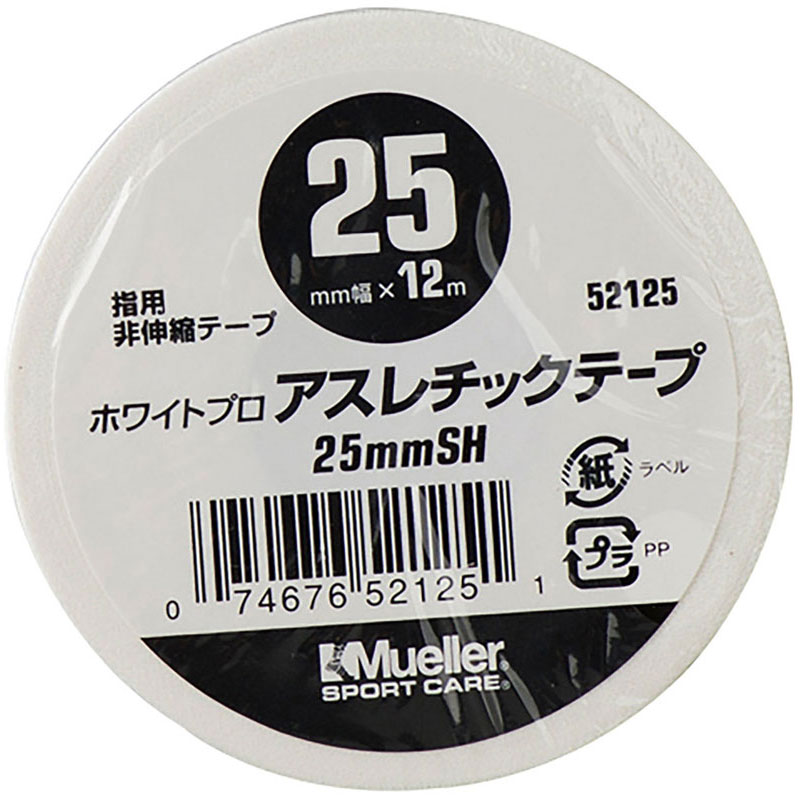 25
mm幅×12m
指用
非伸縮テープ
52125
ホワイトプロ アスレチックテープ
25mmSH
紙 ラベル
プラ PP
0 74676 52125 1
Mueller®
SPORT CARE®